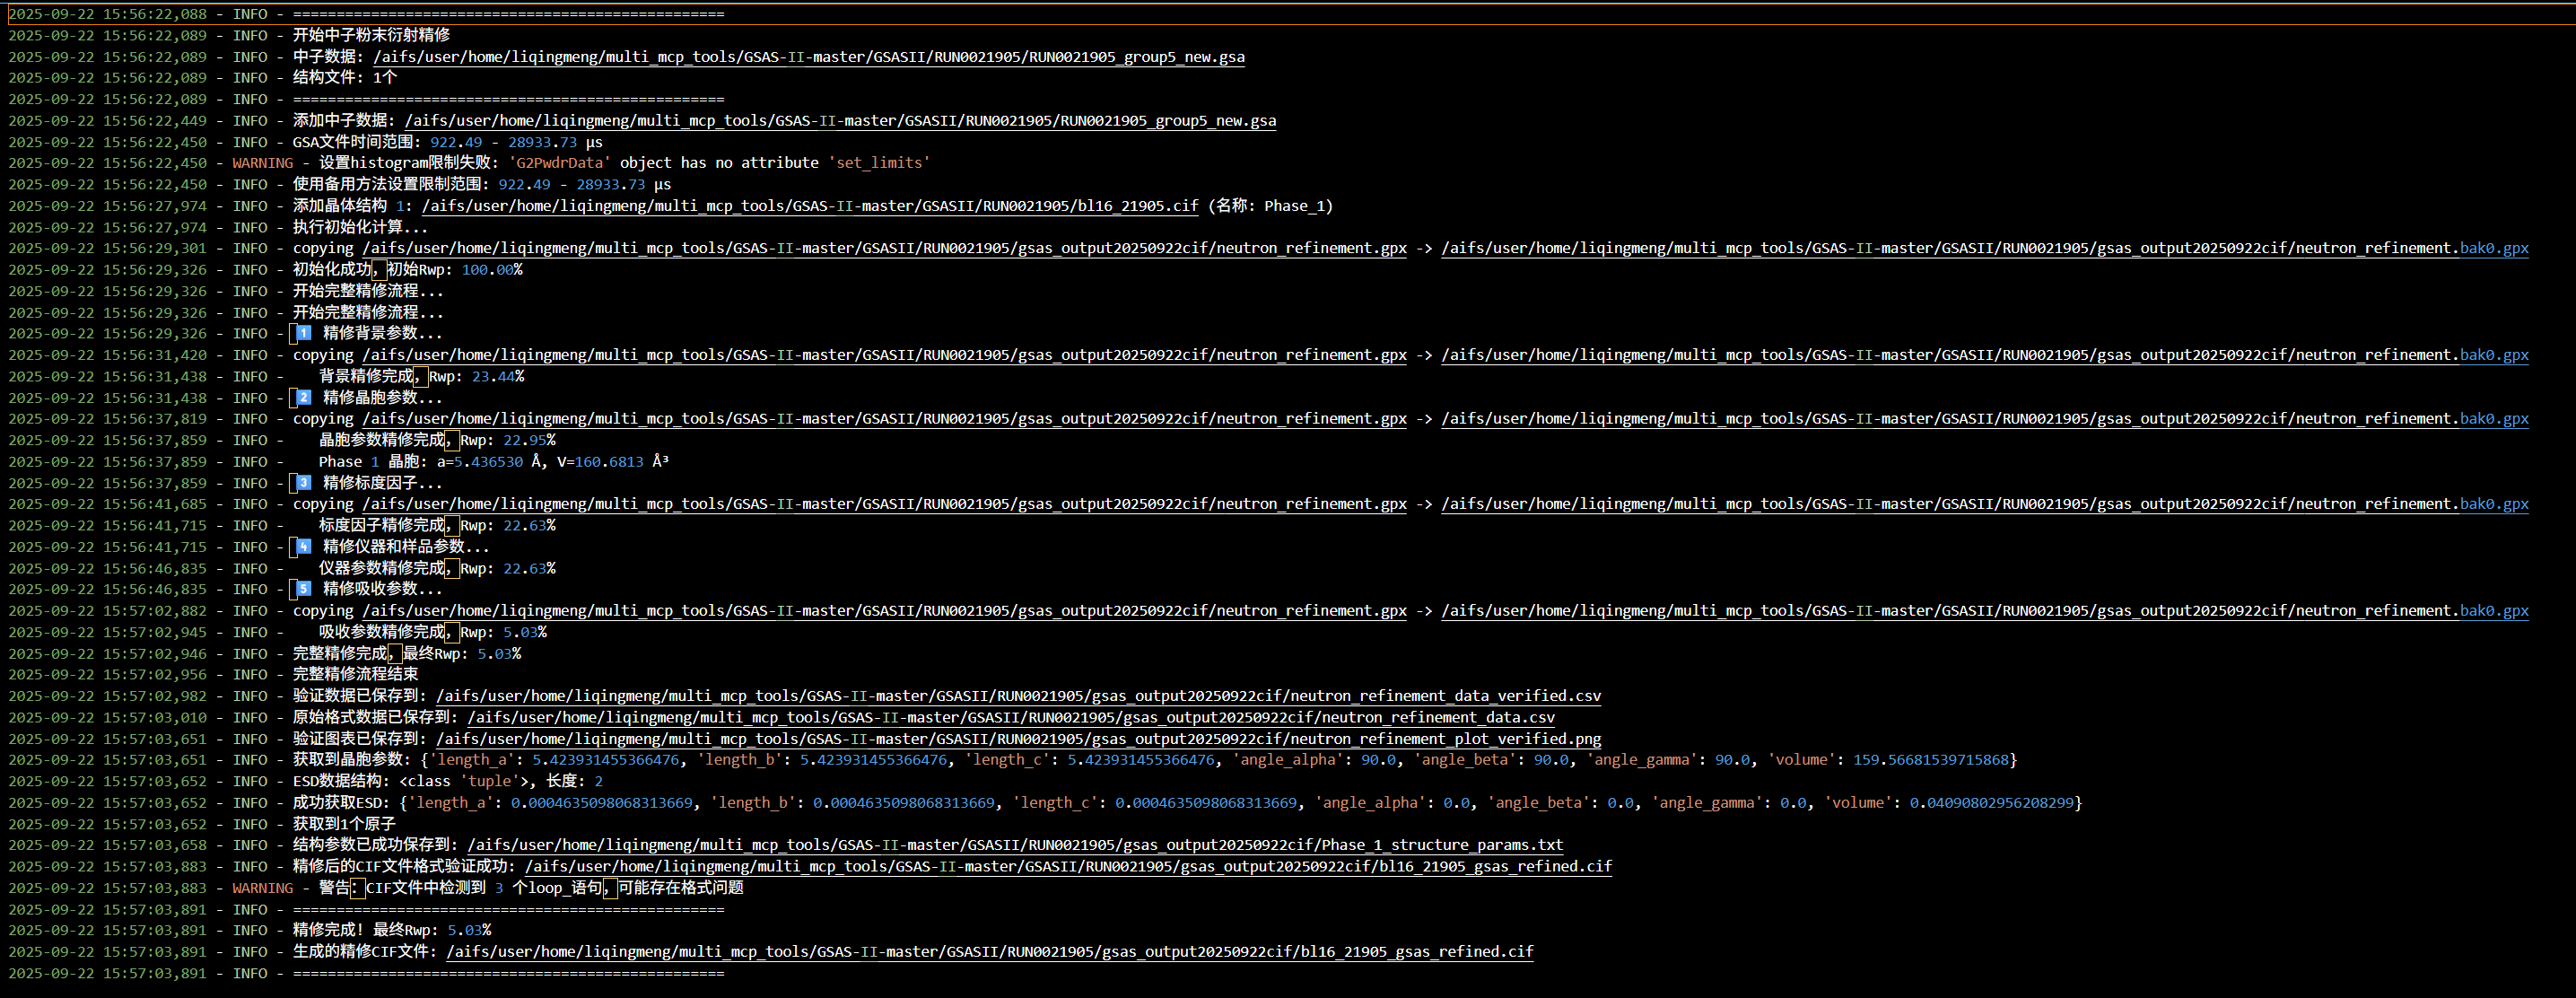 2025-09-22 15:56:22,088 - INFO - ==================================================
2025-09-22 15:56:22,089 - INFO - 开始中子粉末衍射精修
2025-09-22 15:56:22,089 - INFO - 中子数据: /aifs/user/home/liqingmeng/multi_mcp_tools/GSAS-II-master/GSASII/RUN0021905/RUN0021905_group5_new.gsa
2025-09-22 15:56:22,089 - INFO - 结构文件: 1个
2025-09-22 15:56:22,089 - INFO - ==================================================
2025-09-22 15:56:22,449 - INFO - 添加中子数据: /aifs/user/home/liqingmeng/multi_mcp_tools/GSAS-II-master/GSASII/RUN0021905/RUN0021905_group5_new.gsa
2025-09-22 15:56:22,450 - INFO - GSA文件时间范围: 922.49 - 28933.73 μs
2025-09-22 15:56:22,450 - WARNING - 设置histogram限制失败: 'G2PwdrData' object has no attribute 'set_limits'
2025-09-22 15:56:22,450 - INFO - 使用备用方法设置限制范围: 922.49 - 28933.73 μs
2025-09-22 15:56:27,974 - INFO - 添加晶体结构 1: /aifs/user/home/liqingmeng/multi_mcp_tools/GSAS-II-master/GSASII/RUN0021905/bl16_21905.cif (名称: Phase_1)
2025-09-22 15:56:27,974 - INFO - 执行初始化计算...
2025-09-22 15:56:29,301 - INFO - copying /aifs/user/home/liqingmeng/multi_mcp_tools/GSAS-II-master/GSASII/RUN0021905/gsas_output20250922cif/neutron_refinement.gpx -> /aifs/user/home/liqingmeng/multi_mcp_tools/GSAS-II-master/GSASII/RUN0021905/gsas_output20250922cif/neutron_refinement.bak0.gpx
2025-09-22 15:56:29,326 - INFO - 初始化成功，初始Rwp: 100.00%
2025-09-22 15:56:29,326 - INFO - 开始完整精修流程...
2025-09-22 15:56:29,326 - INFO - 开始完整精修流程...
2025-09-22 15:56:29,326 - INFO - 1️⃣ 精修背景参数...
2025-09-22 15:56:31,420 - INFO - copying /aifs/user/home/liqingmeng/multi_mcp_tools/GSAS-II-master/GSASII/RUN0021905/gsas_output20250922cif/neutron_refinement.gpx -> /aifs/user/home/liqingmeng/multi_mcp_tools/GSAS-II-master/GSASII/RUN0021905/gsas_output20250922cif/neutron_refinement.bak0.gpx
2025-09-22 15:56:31,438 - INFO -    背景精修完成，Rwp: 23.44%
2025-09-22 15:56:31,438 - INFO - 2️⃣ 精修晶胞参数...
2025-09-22 15:56:37,819 - INFO - copying /aifs/user/home/liqingmeng/multi_mcp_tools/GSAS-II-master/GSASII/RUN0021905/gsas_output20250922cif/neutron_refinement.gpx -> /aifs/user/home/liqingmeng/multi_mcp_tools/GSAS-II-master/GSASII/RUN0021905/gsas_output20250922cif/neutron_refinement.bak0.gpx
2025-09-22 15:56:37,859 - INFO -    晶胞参数精修完成，Rwp: 22.95%
2025-09-22 15:56:37,859 - INFO -    Phase 1 晶胞: a=5.436530 Å, V=160.6813 Å³
2025-09-22 15:56:37,859 - INFO - 3️⃣ 精修标度因子...
2025-09-22 15:56:41,685 - INFO - copying /aifs/user/home/liqingmeng/multi_mcp_tools/GSAS-II-master/GSASII/RUN0021905/gsas_output20250922cif/neutron_refinement.gpx -> /aifs/user/home/liqingmeng/multi_mcp_tools/GSAS-II-master/GSASII/RUN0021905/gsas_output20250922cif/neutron_refinement.bak0.gpx
2025-09-22 15:56:41,715 - INFO -    标度因子精修完成，Rwp: 22.63%
2025-09-22 15:56:41,715 - INFO - 4️⃣ 精修仪器和样品参数...
2025-09-22 15:56:46,835 - INFO -    仪器参数精修完成，Rwp: 22.63%
2025-09-22 15:56:46,835 - INFO - 5️⃣ 精修吸收参数...
2025-09-22 15:57:02,882 - INFO - copying /aifs/user/home/liqingmeng/multi_mcp_tools/GSAS-II-master/GSASII/RUN0021905/gsas_output20250922cif/neutron_refinement.gpx -> /aifs/user/home/liqingmeng/multi_mcp_tools/GSAS-II-master/GSASII/RUN0021905/gsas_output20250922cif/neutron_refinement.bak0.gpx
2025-09-22 15:57:02,945 - INFO -    吸收参数精修完成，Rwp: 5.03%
2025-09-22 15:57:02,946 - INFO - 完整精修完成，最终Rwp: 5.03%
2025-09-22 15:57:02,956 - INFO - 完整精修流程结束
2025-09-22 15:57:02,982 - INFO - 验证数据已保存到: /aifs/user/home/liqingmeng/multi_mcp_tools/GSAS-II-master/GSASII/RUN0021905/gsas_output20250922cif/neutron_refinement_data_verified.csv
2025-09-22 15:57:03,010 - INFO - 原始格式数据已保存到: /aifs/user/home/liqingmeng/multi_mcp_tools/GSAS-II-master/GSASII/RUN0021905/gsas_output20250922cif/neutron_refinement_data.csv
2025-09-22 15:57:03,651 - INFO - 验证图表已保存到: /aifs/user/home/liqingmeng/multi_mcp_tools/GSAS-II-master/GSASII/RUN0021905/gsas_output20250922cif/neutron_refinement_plot_verified.png
2025-09-22 15:57:03,651 - INFO - 获取到晶胞参数: {'length_a': 5.423931455366476, 'length_b': 5.423931455366476, 'length_c': 5.423931455366476, 'angle_alpha': 90.0, 'angle_beta': 90.0, 'angle_gamma': 90.0, 'volume': 159.56681539715868}
2025-09-22 15:57:03,652 - INFO - ESD数据结构: <class 'tuple'>, 长度: 2
2025-09-22 15:57:03,652 - INFO - 成功获取ESD: {'length_a': 0.0004635098068313669, 'length_b': 0.0004635098068313669, 'length_c': 0.0004635098068313669, 'angle_alpha': 0.0, 'angle_beta': 0.0, 'angle_gamma': 0.0, 'volume': 0.04090802956208299}
2025-09-22 15:57:03,652 - INFO - 获取到1个原子
2025-09-22 15:57:03,658 - INFO - 结构参数已成功保存到: /aifs/user/home/liqingmeng/multi_mcp_tools/GSAS-II-master/GSASII/RUN0021905/gsas_output20250922cif/Phase_1_structure_params.txt
2025-09-22 15:57:03,883 - INFO - 精修后的CIF文件格式验证成功: /aifs/user/home/liqingmeng/multi_mcp_tools/GSAS-II-master/GSASII/RUN0021905/gsas_output20250922cif/bl16_21905_gsas_refined.cif
2025-09-22 15:57:03,883 - WARNING - 警告：CIF文件中检测到 3 个loop_语句，可能存在格式问题
2025-09-22 15:57:03,891 - INFO - ==================================================
2025-09-22 15:57:03,891 - INFO - 精修完成！最终Rwp: 5.03%
2025-09-22 15:57:03,891 - INFO - 生成的精修CIF文件: /aifs/user/home/liqingmeng/multi_mcp_tools/GSAS-II-master/GSASII/RUN0021905/gsas_output20250922cif/bl16_21905_gsas_refined.cif
2025-09-22 15:57:03,891 - INFO - ==================================================